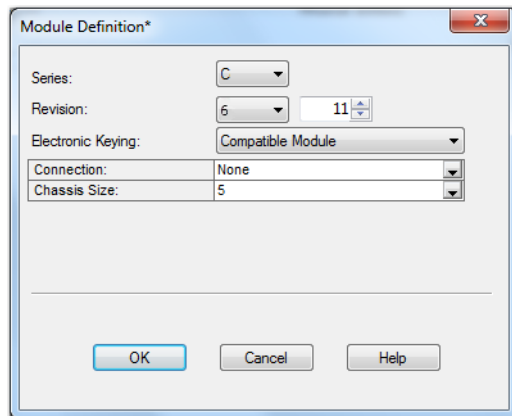 Module Definition*
Series: C
Revision: 6 11
Electronic Keying: Compatible Module
Connection: None
Chassis Size: 5
OK Cancel Help